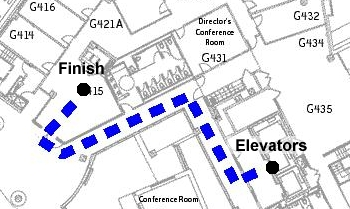 G416
G421A
G414
Director's
Conference
Room
G432
G434
G431
Finish
15
G435
Elevators
Conference Room